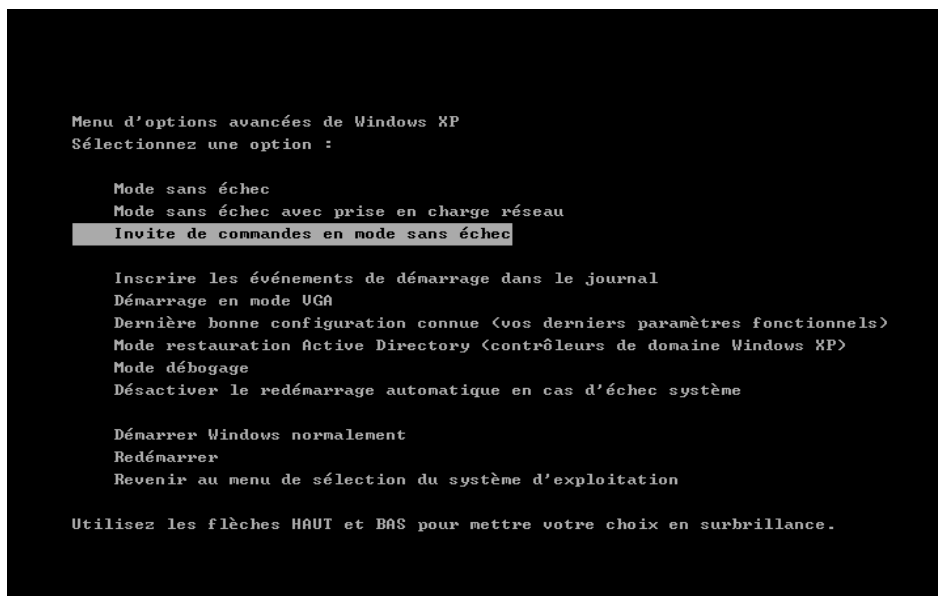 Menu d'options avancées de Windows XP
Sélectionnez une option :
Mode sans échec
Mode sans échec avec prise en charge réseau
Invite de commandes en mode sans échec
Inscrire les événements de démarrage dans le journal
Démarrage en mode VGA
Dernière bonne configuration connue (vos derniers paramètres fonctionnels)
Mode restauration Active Directory (contrôleurs de domaine Windows XP)
Mode débogage
Désactiver le redémarrage automatique en cas d'échec système
Démarrer Windows normalement
Redémarrer
Revenir au menu de sélection du système d'exploitation
Utilisez les flèches HAUT et BAS pour mettre votre choix en surbrillance.